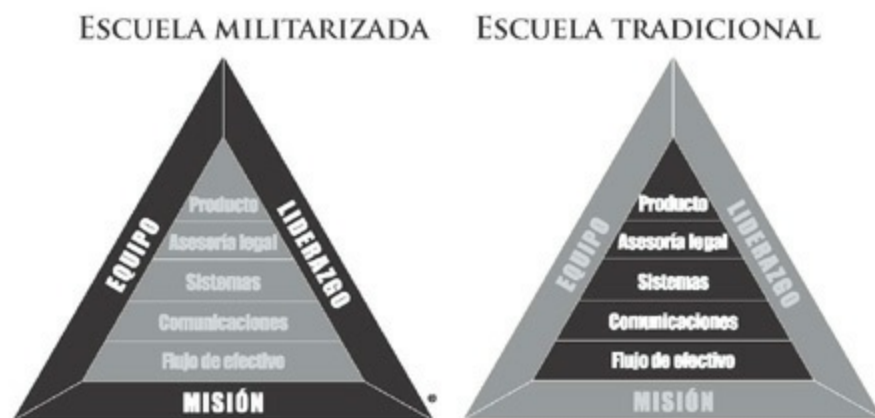 ESCUELA MILITARIZADA
EQUIPO
LIDERAZGO
Producto
Asesoría legal
Sistemas
Comunicaciones
Flujo de efectivo
MISIÓN
ESCUELA TRADICIONAL
EQUIPO
LIDERAZGO
Producto
Asesoría legal
Sistemas
Comunicaciones
Flujo de efectivo
MISIÓN